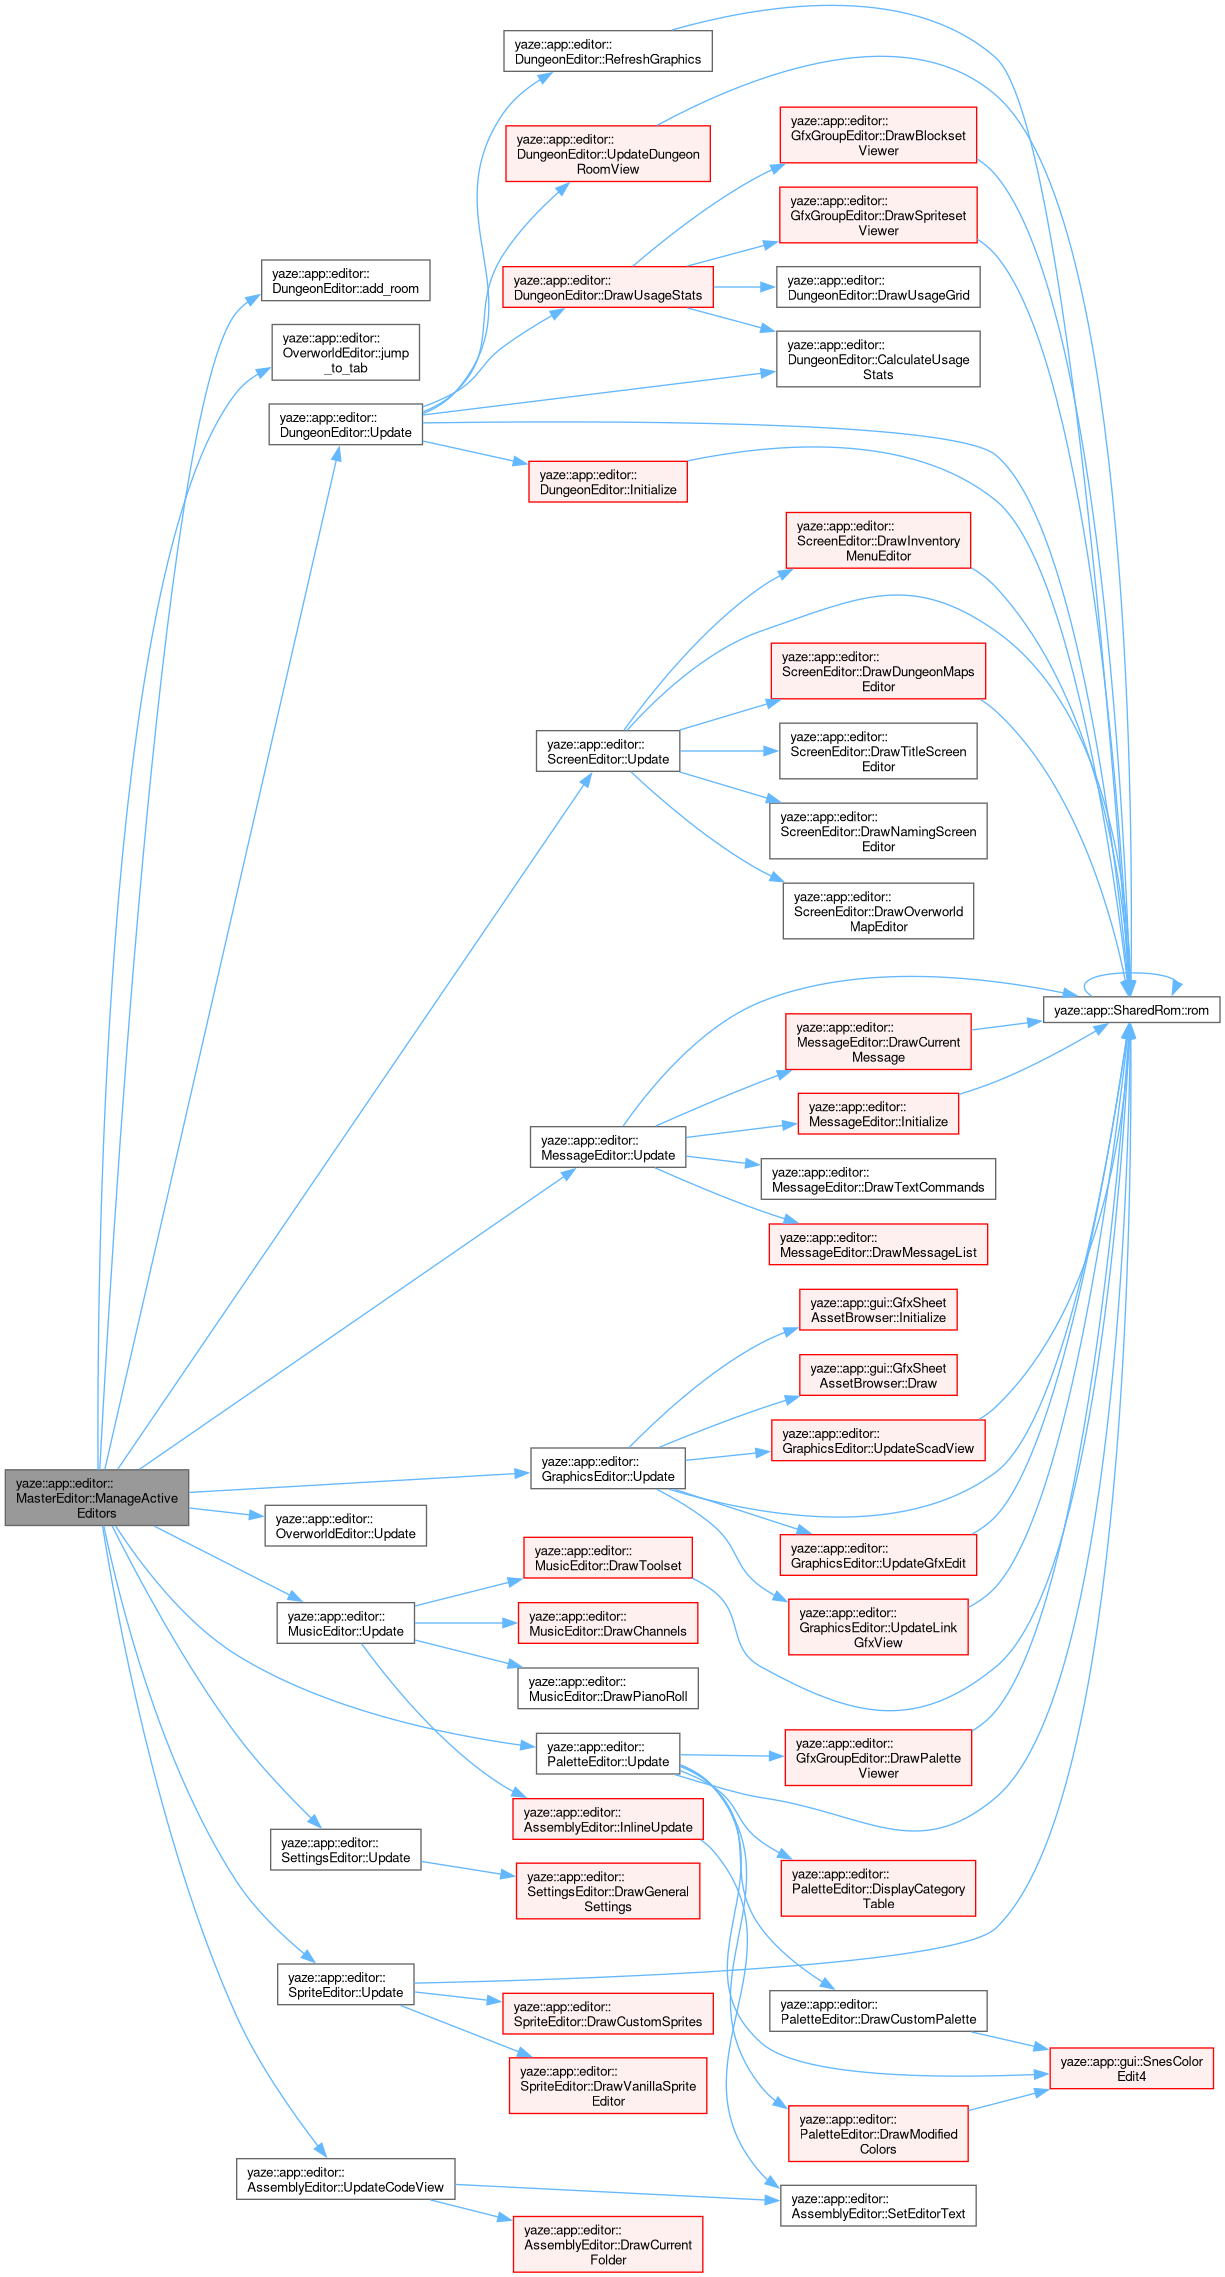 yaze::app::editor::
DungeonEditor::RefreshGraphics
yaze::app::editor::
DungeonEditor::UpdateDungeon
RoomView
yaze::app::editor::
GfxGroupEditor::DrawBlockset
Viewer
yaze::app::editor::
GfxGroupEditor::DrawSpriteset
Viewer
yaze::app::editor::
DungeonEditor::add_room
yaze::app::editor::
DungeonEditor::DrawUsageStats
yaze::app::editor::
DungeonEditor::DrawUsageGrid
yaze::app::editor::
OverworldEditor::jump
_to_tab
yaze::app::editor::
DungeonEditor::CalculateUsage
Stats
yaze::app::editor::
DungeonEditor::Update
yaze::app::editor::
DungeonEditor::Initialize
yaze::app::editor::
ScreenEditor::DrawInventory
MenuEditor
yaze::app::editor::
ScreenEditor::DrawDungeonMaps
Editor
yaze::app::editor::
ScreenEditor::Update
yaze::app::editor::
ScreenEditor::DrawTitleScreen
Editor
yaze::app::editor::
ScreenEditor::DrawNamingScreen
Editor
yaze::app::editor::
ScreenEditor::DrawOverworld
MapEditor
yaze::app::SharedRom::rom
yaze::app::editor::
MessageEditor::DrawCurrent
Message
yaze::app::editor::
MessageEditor::Initialize
yaze::app::editor::
MessageEditor::Update
yaze::app::editor::
MessageEditor::DrawTextCommands
yaze::app::editor::
MessageEditor::DrawMessageList
yaze::app::gui::GfxSheet
AssetBrowser::Initialize
yaze::app::gui::GfxSheet
AssetBrowser::Draw
yaze::app::editor::
GraphicsEditor::UpdateScadView
yaze::app::editor::
GraphicsEditor::Update
yaze::app::editor::
MasterEditor::ManageActive
Editors
yaze::app::editor::
OverworldEditor::Update
yaze::app::editor::
GraphicsEditor::UpdateGfxEdit
yaze::app::editor::
MusicEditor::DrawToolset
yaze::app::editor::
GraphicsEditor::UpdateLink
GfxView
yaze::app::editor::
MusicEditor::Update
yaze::app::editor::
MusicEditor::DrawChannels
yaze::app::editor::
MusicEditor::DrawPianoRoll
yaze::app::editor::
PaletteEditor::Update
yaze::app::editor::
GfxGroupEditor::DrawPalette
Viewer
yaze::app::editor::
AssemblyEditor::InlineUpdate
yaze::app::editor::
SettingsEditor::Update
yaze::app::editor::
SettingsEditor::DrawGeneral
Settings
yaze::app::editor::
PaletteEditor::DisplayCategory
Table
yaze::app::editor::
SpriteEditor::Update
yaze::app::editor::
SpriteEditor::DrawCustomSprites
yaze::app::editor::
PaletteEditor::DrawCustomPalette
yaze::app::gui::SnesColor
Edit4
yaze::app::editor::
SpriteEditor::DrawVanillaSprite
Editor
yaze::app::editor::
PaletteEditor::DrawModified
Colors
yaze::app::editor::
AssemblyEditor::UpdateCodeView
yaze::app::editor::
AssemblyEditor::SetEditorText
yaze::app::editor::
AssemblyEditor::DrawCurrent
Folder